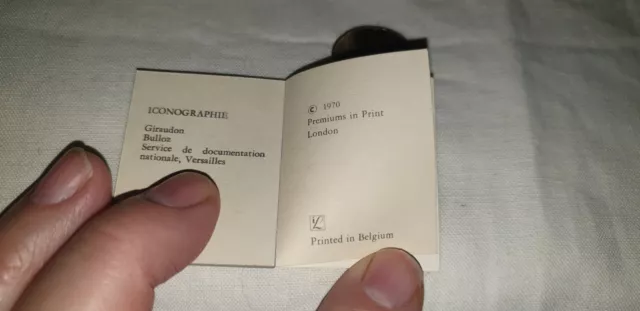 ICONOGRAPHIE
Giraudon
Bulloz
Service de documentation
nationale, Versailles
© 1970
Premiums in Print
London
Printed in Belgium